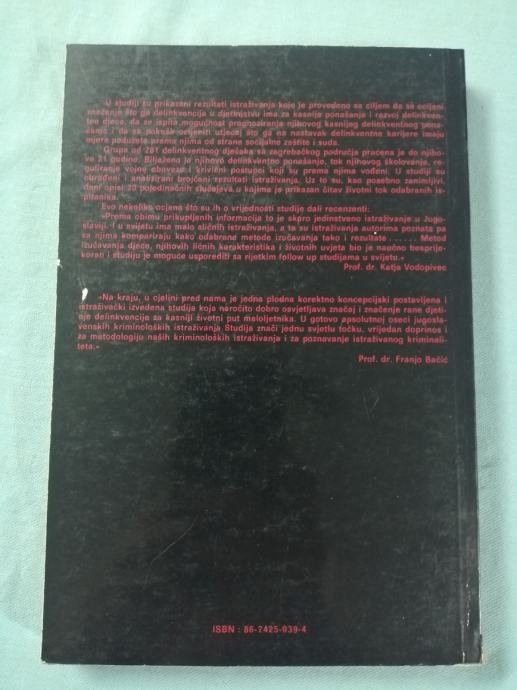 U studiji su prikazani rezultati istraživanja koje je provedeno sa ciljem da se ocijeni
značenje što ga delinkvencija u djetinjstvu ima za kasnije ponašanje i razvoj delinkven-
tne djece, da se ispita mogućnost prognoziranja njihovog kasnijeg delinkventnog pona-
šanja i da se pokuša ocijeniti utjecaj što ga na nastavak delinkventne karijere imaju
mjere poduzete prema njima od strane socijalne zaštite i suda.
Grupa od 281 delinkventnog dječaka sa zagrebačkog područja praćena je do njiho-
ve 21 godine. Bilježeno je njihovo delinkventno ponašanje, tok njihovog školovanja, re-
guliranje vojne obaveze i krivični postupci koji su prema njima vođeni. U studiji su
obrađeni i analizirani brojčani rezultati istraživanja. Uz to su, kao posebno zanimljivi,
dani opisi 20 pojedinačnih slučajeva u kojima je prikazan čitav životni tok odabranih is-
pitanika.
Evo nekoliko ocjena što su ih o vrijednosti studije dali recenzenti:
»Prema obimu prikupljenih informacija to je skoro jedinstveno istraživanje u Jugo-
slaviji. I u svijetu ima malo sličnih istraživanja, a ta su istraživanja autorima poznata pa
sa njima kompariraju kako odabrane metode izučavanja tako i rezultate . . . . . . Metod
izučavanja djece, njihovih ličnih karakteristika i životnih uvjeta bio je naučno besprije-
koran i studiju je moguće usporediti sa rijetkim follow up studijama u svijetu.«
Prof. dr. Katja Vodopivec
»Na kraju, u cjelini pred nama je jedna plodna korektno koncepcijski postavljena i
istraživački izvedena studija koja naročito dobro osvjetljava značaj i značenje rane djeti-
nje delinkvencije za kasniji životni put maloljetnika. U gotovo apsolutnoj oseci jugosla-
venskih kriminoloških istraživanja Studija znači jednu svjetlu točku, vrijedan doprinos i
za metodologiju naših kriminoloških istraživanja i za poznavanje istraživanog kriminali-
teta.«
Prof. dr. Franjo Bačić
ISBN : 86-7425-039-4